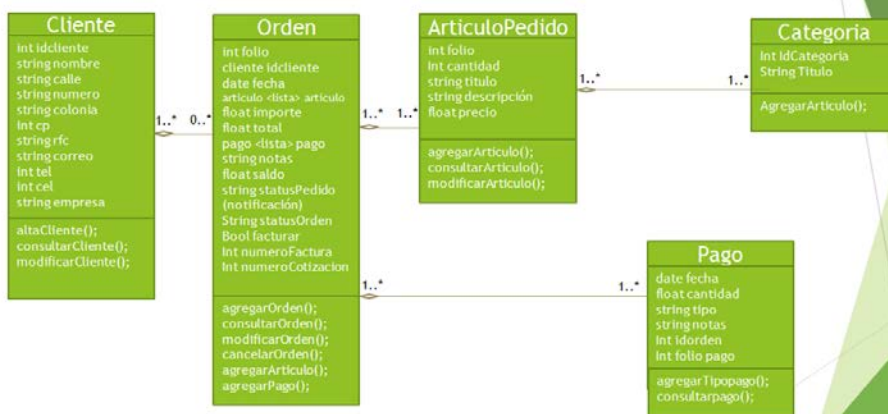 Cliente
int idcliente
string nombre
string calle
string numero
string colonia
int cp
string rfc
string correo
int tel
int cel
string empresa
altaCliente();
consultarCliente();
modificarCliente();
1..*
0..*
Orden
int folio
cliente idcliente
date fecha
articulo <lista> articulo
float importe
float total
pago <lista> pago
string notas
float saldo
string statusPedido
(notificación)
String statusOrden
Bool facturar
Int numeroFactura
Int numeroCotizacion
agregarOrden();
consultarOrden();
modificarOrden();
cancelarOrden();
agregarArticulo();
agregarPago();
1..*
1..*
ArticuloPedido
int folio
Int cantidad
string titulo
string descripción
float precio
agregarArticulo();
consultarArticulo();
modificarArticulo();
1..*
1..*
Categoria
Int IdCategoria
String Titulo
AgregarArticulo();
1..*
1..*
Pago
date fecha
float cantidad
string tipo
string notas
int idorden
Int folio pago
agregarTipopago();
consultarpago();